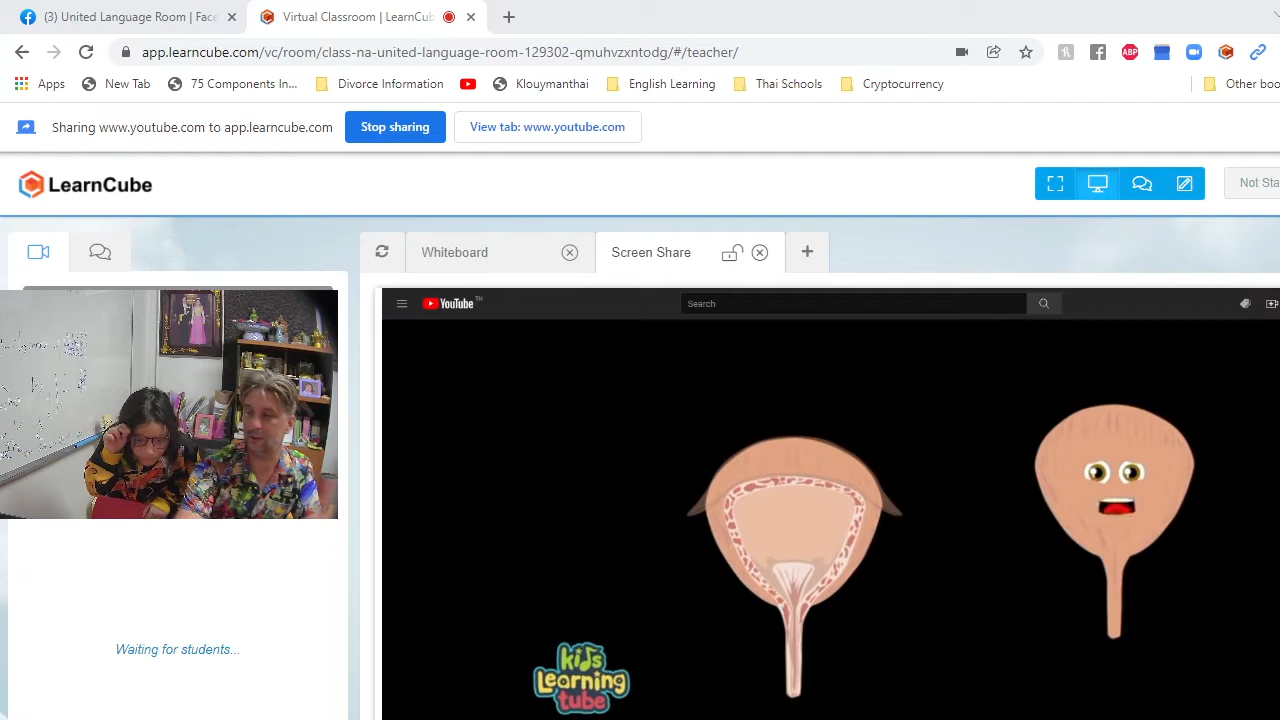 (3) United Language Room | Face
Virtual Classroom | LearnCub
app.learncube.com/vc/room/class-na-united-language-room-129302-qmuhvzxntodg/#/teacher/
ABP
Apps New Tab 75 Components In... Divorce Information Klouymanthai English Learning Thai Schools Cryptocurrency Other boo
Sharing www.youtube.com to app.learncube.com Stop sharing View tab: www.youtube.com
LearnCube
Not Sta
Whiteboard Screen Share
YouTube TH Search
Waiting for students...
kids
Learning
tube